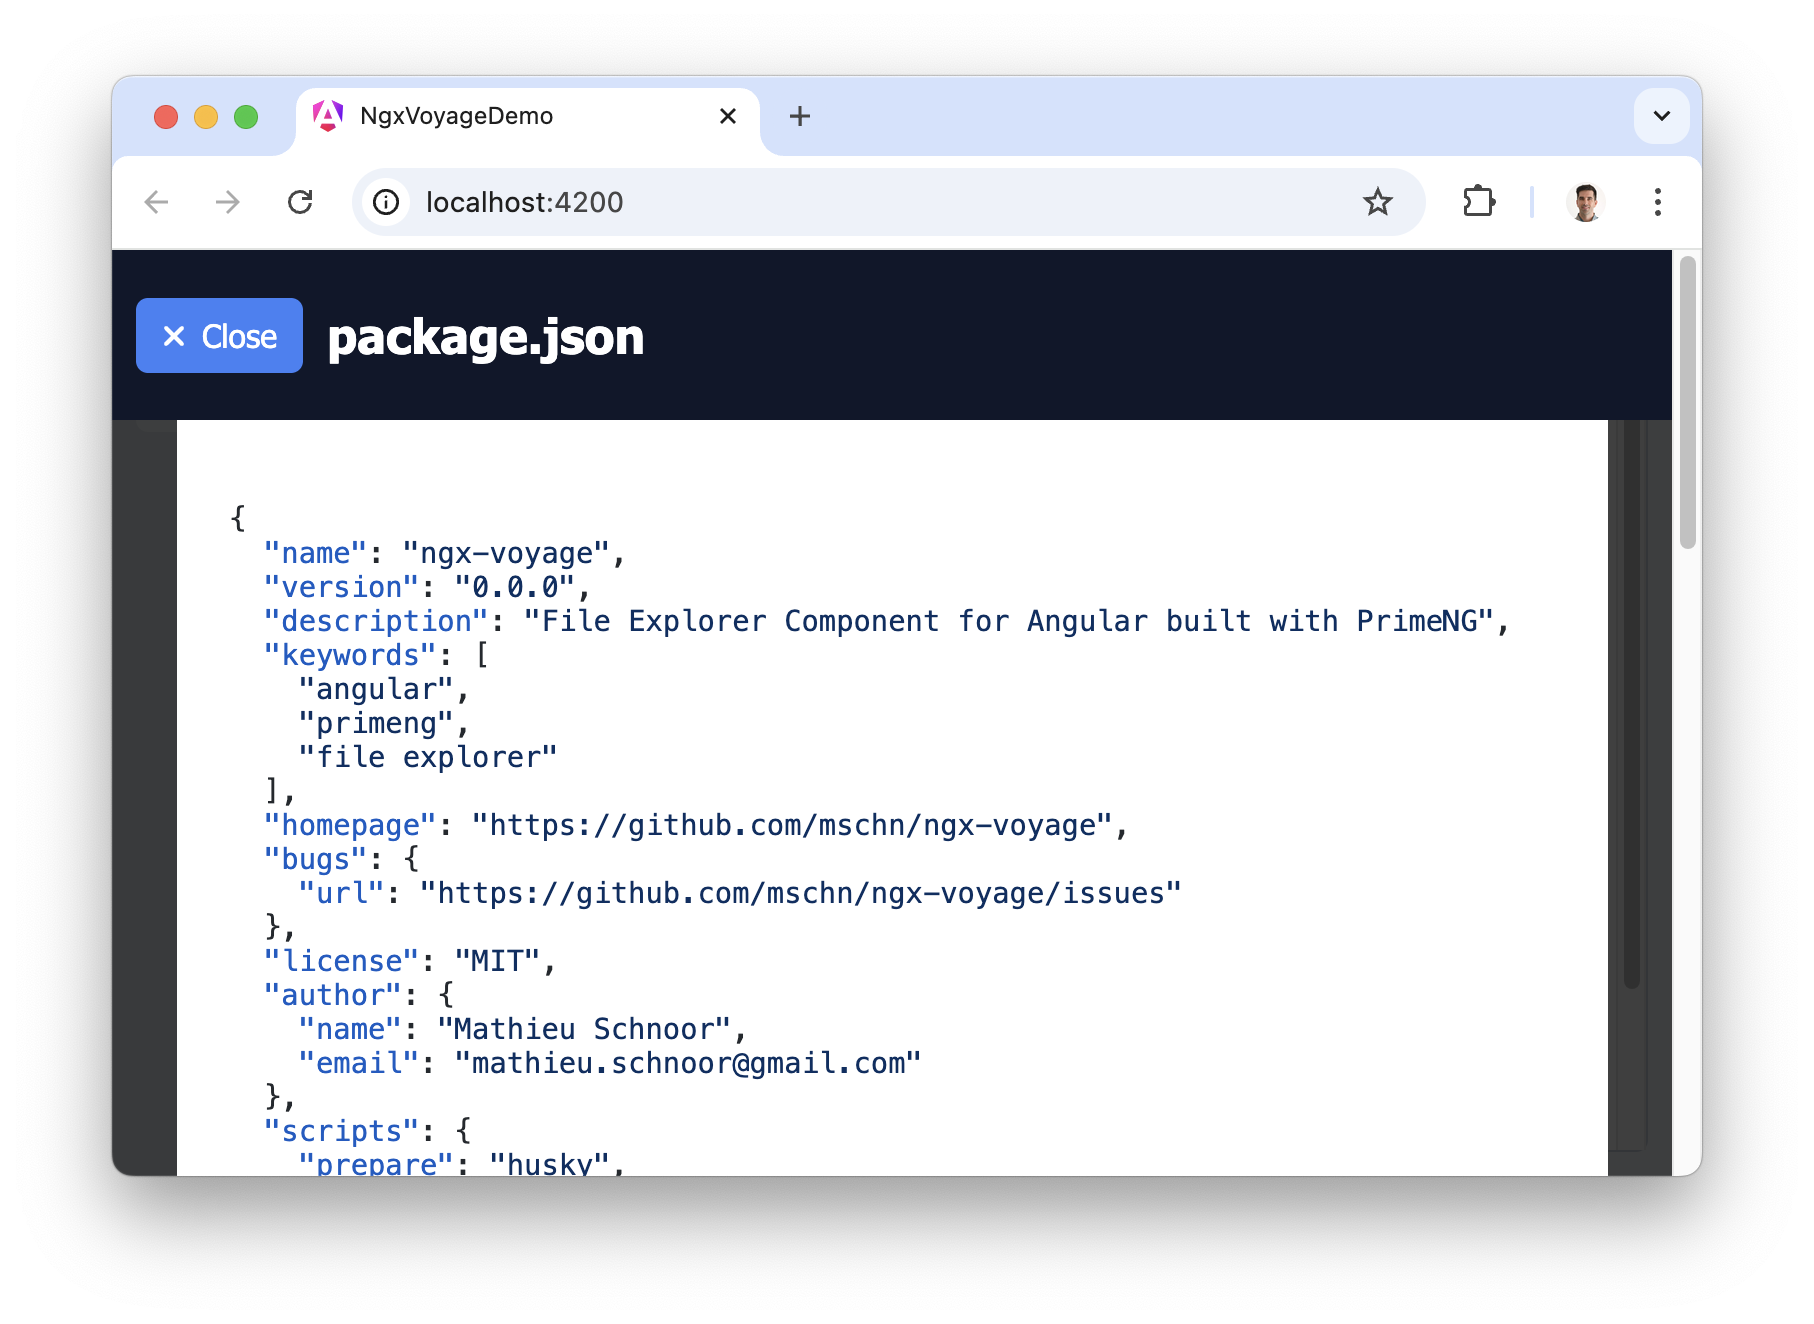 NgxVoyageDemo
localhost:4200
Close
package.json
{
  "name": "ngx-voyage",
  "version": "0.0.0",
  "description": "File Explorer Component for Angular built with PrimeNG",
  "keywords": [
    "angular",
    "primeng",
    "file explorer"
  ],
  "homepage": "https://github.com/mschn/ngx-voyage",
  "bugs": {
    "url": "https://github.com/mschn/ngx-voyage/issues"
  },
  "license": "MIT",
  "author": {
    "name": "Mathieu Schnoor",
    "email": "mathieu.schnoor@gmail.com"
  },
  "scripts": {
    "prepare": "husky",